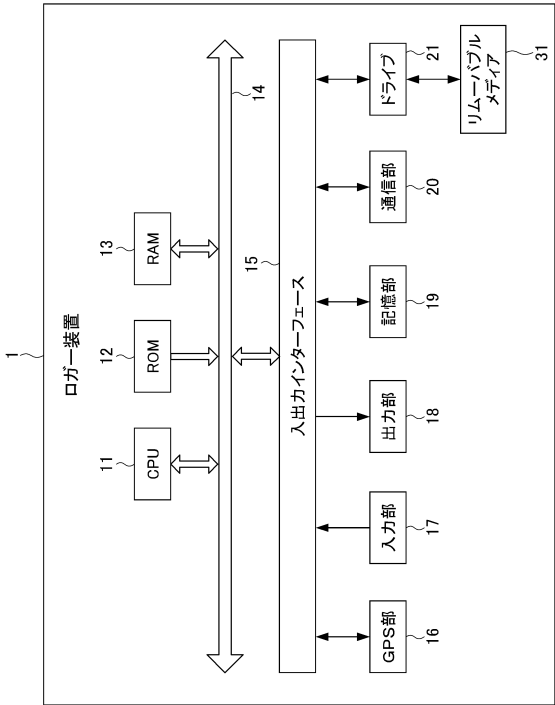 1
ロガー装置
11
12
13
CPU
ROM
RAM
14
15
入出力インターフェース
GPS部
入力部
出力部
記憶部
通信部
ドライブ
16
17
18
19
20
21
リムーバブル
メディア
31